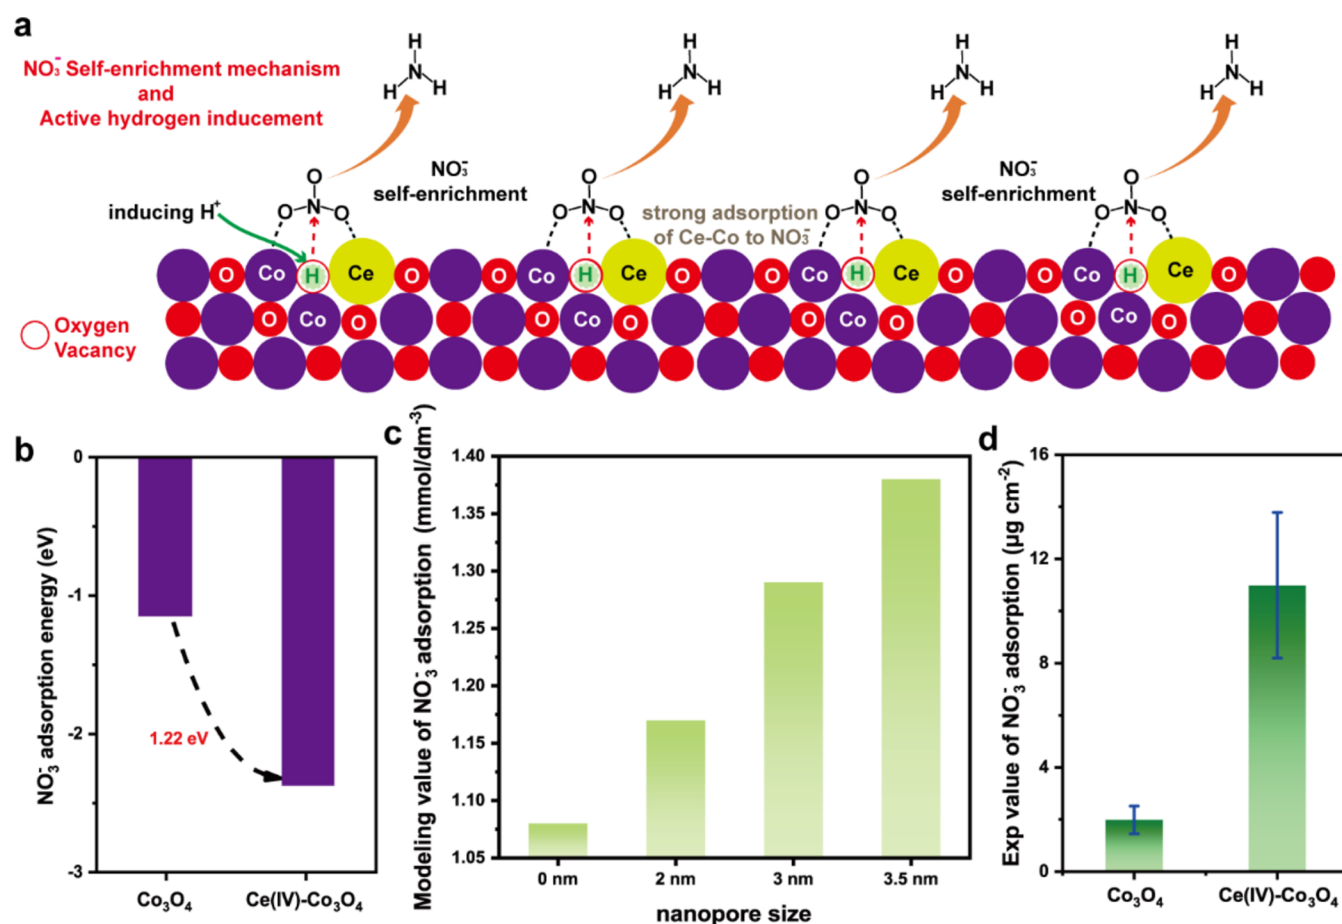 a
NO₃⁻ Self-enrichment mechanism
and
Active hydrogen inducement
H
N
H H
H
N
H H
H
N
H H
H
N
H H
NO₃⁻
self-enrichment
NO₃⁻
self-enrichment
inducing H⁺
strong adsorption
of Ce-Co to NO₃⁻
O
O N O
O
O N O
O
O N O
O
O N O
O Co H Ce O O Co H Ce O O Co H Ce O O Co H Ce O
O Co O O Co O O Co O O Co O
Oxygen
Vacancy
b
NO₃⁻ adsorption energy (eV)
0
-1
-2
-3
1.22 eV
Co₃O₄ Ce(IV)-Co₃O₄
c
Modeling value of NO₃⁻ adsorption (mmol/dm⁻³)
1.40
1.35
1.30
1.25
1.20
1.15
1.10
1.05
0 nm 2 nm 3 nm 3.5 nm
nanopore size
d
Exp value of NO₃⁻ adsorption (µg cm⁻²)
16
12
8
4
0
Co₃O₄ Ce(IV)-Co₃O₄